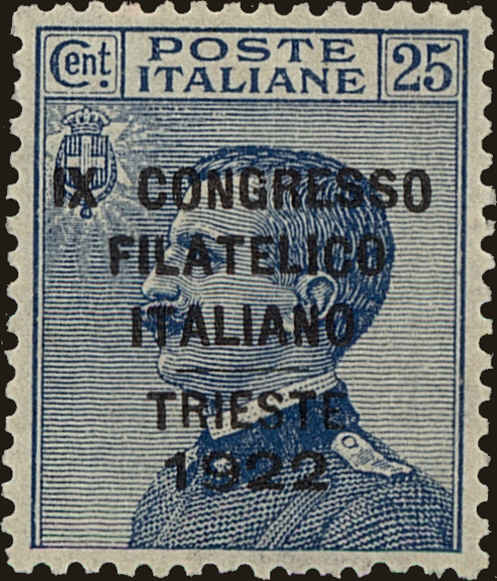 Cent. POSTE 25
ITALIANE
IX CONGRESSO
FILATELICO
ITALIANO
TRIESTE
1922